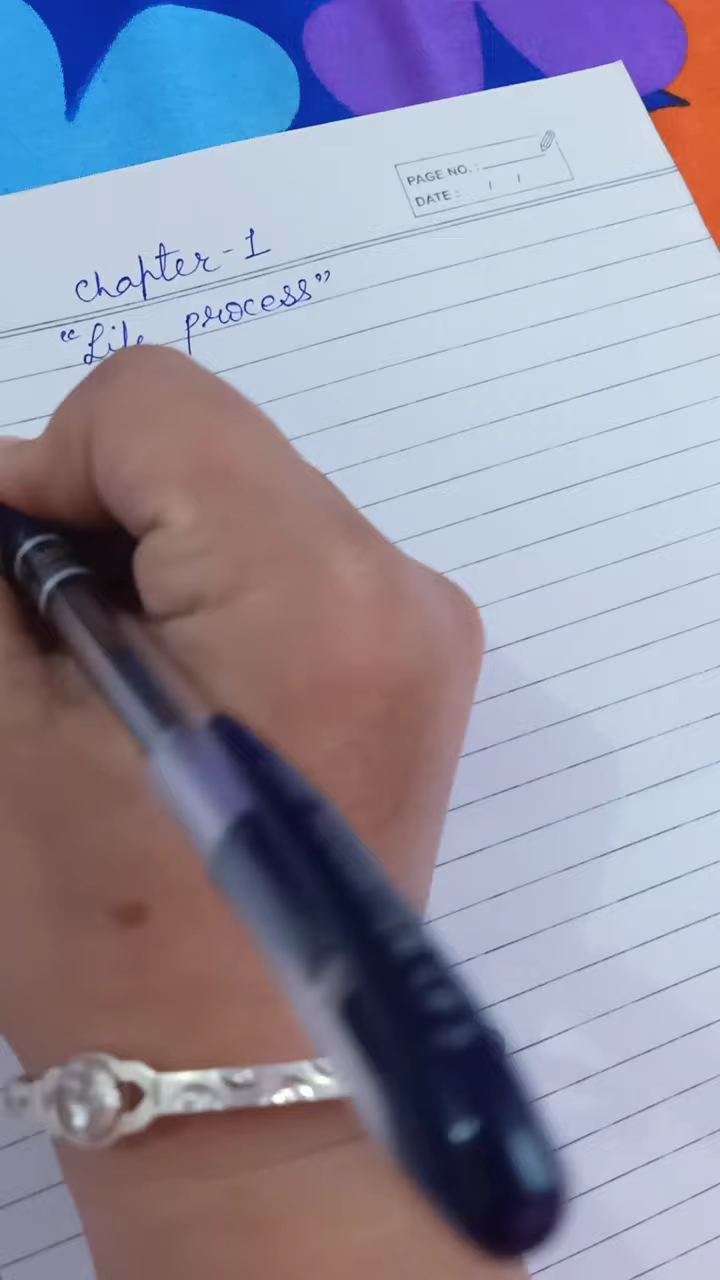 PAGE NO. :
DATE : / /
chapter-1
"Life process"